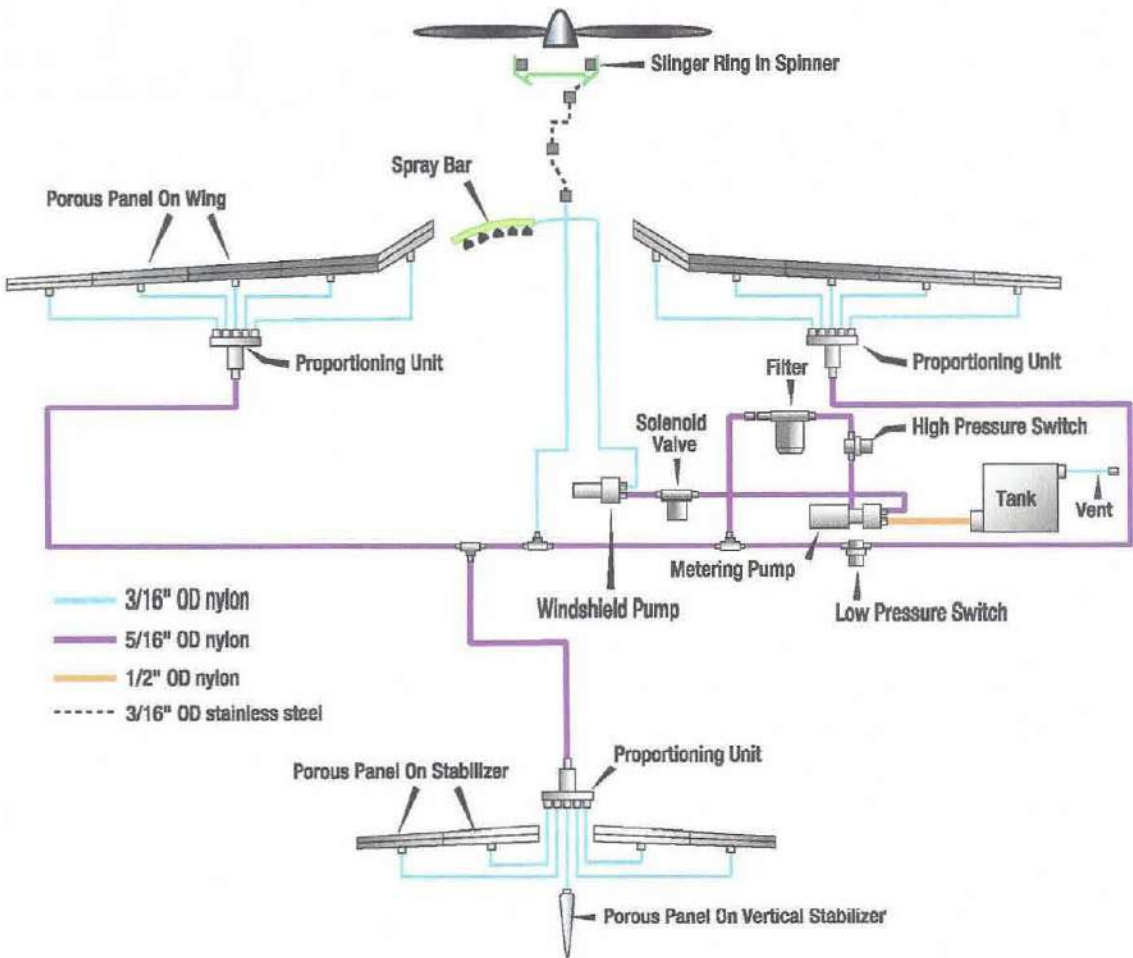 Slinger Ring In Spinner
Spray Bar
Porous Panel On Wing
Proportioning Unit
Proportioning Unit
Filter
High Pressure Switch
Solenoid
Valve
Tank
Vent
Metering Pump
Windshield Pump
Low Pressure Switch
3/16" OD nylon
5/16" OD nylon
1/2" OD nylon
3/16" OD stainless steel
Proportioning Unit
Porous Panel On Stabilizer
Porous Panel On Vertical Stabilizer